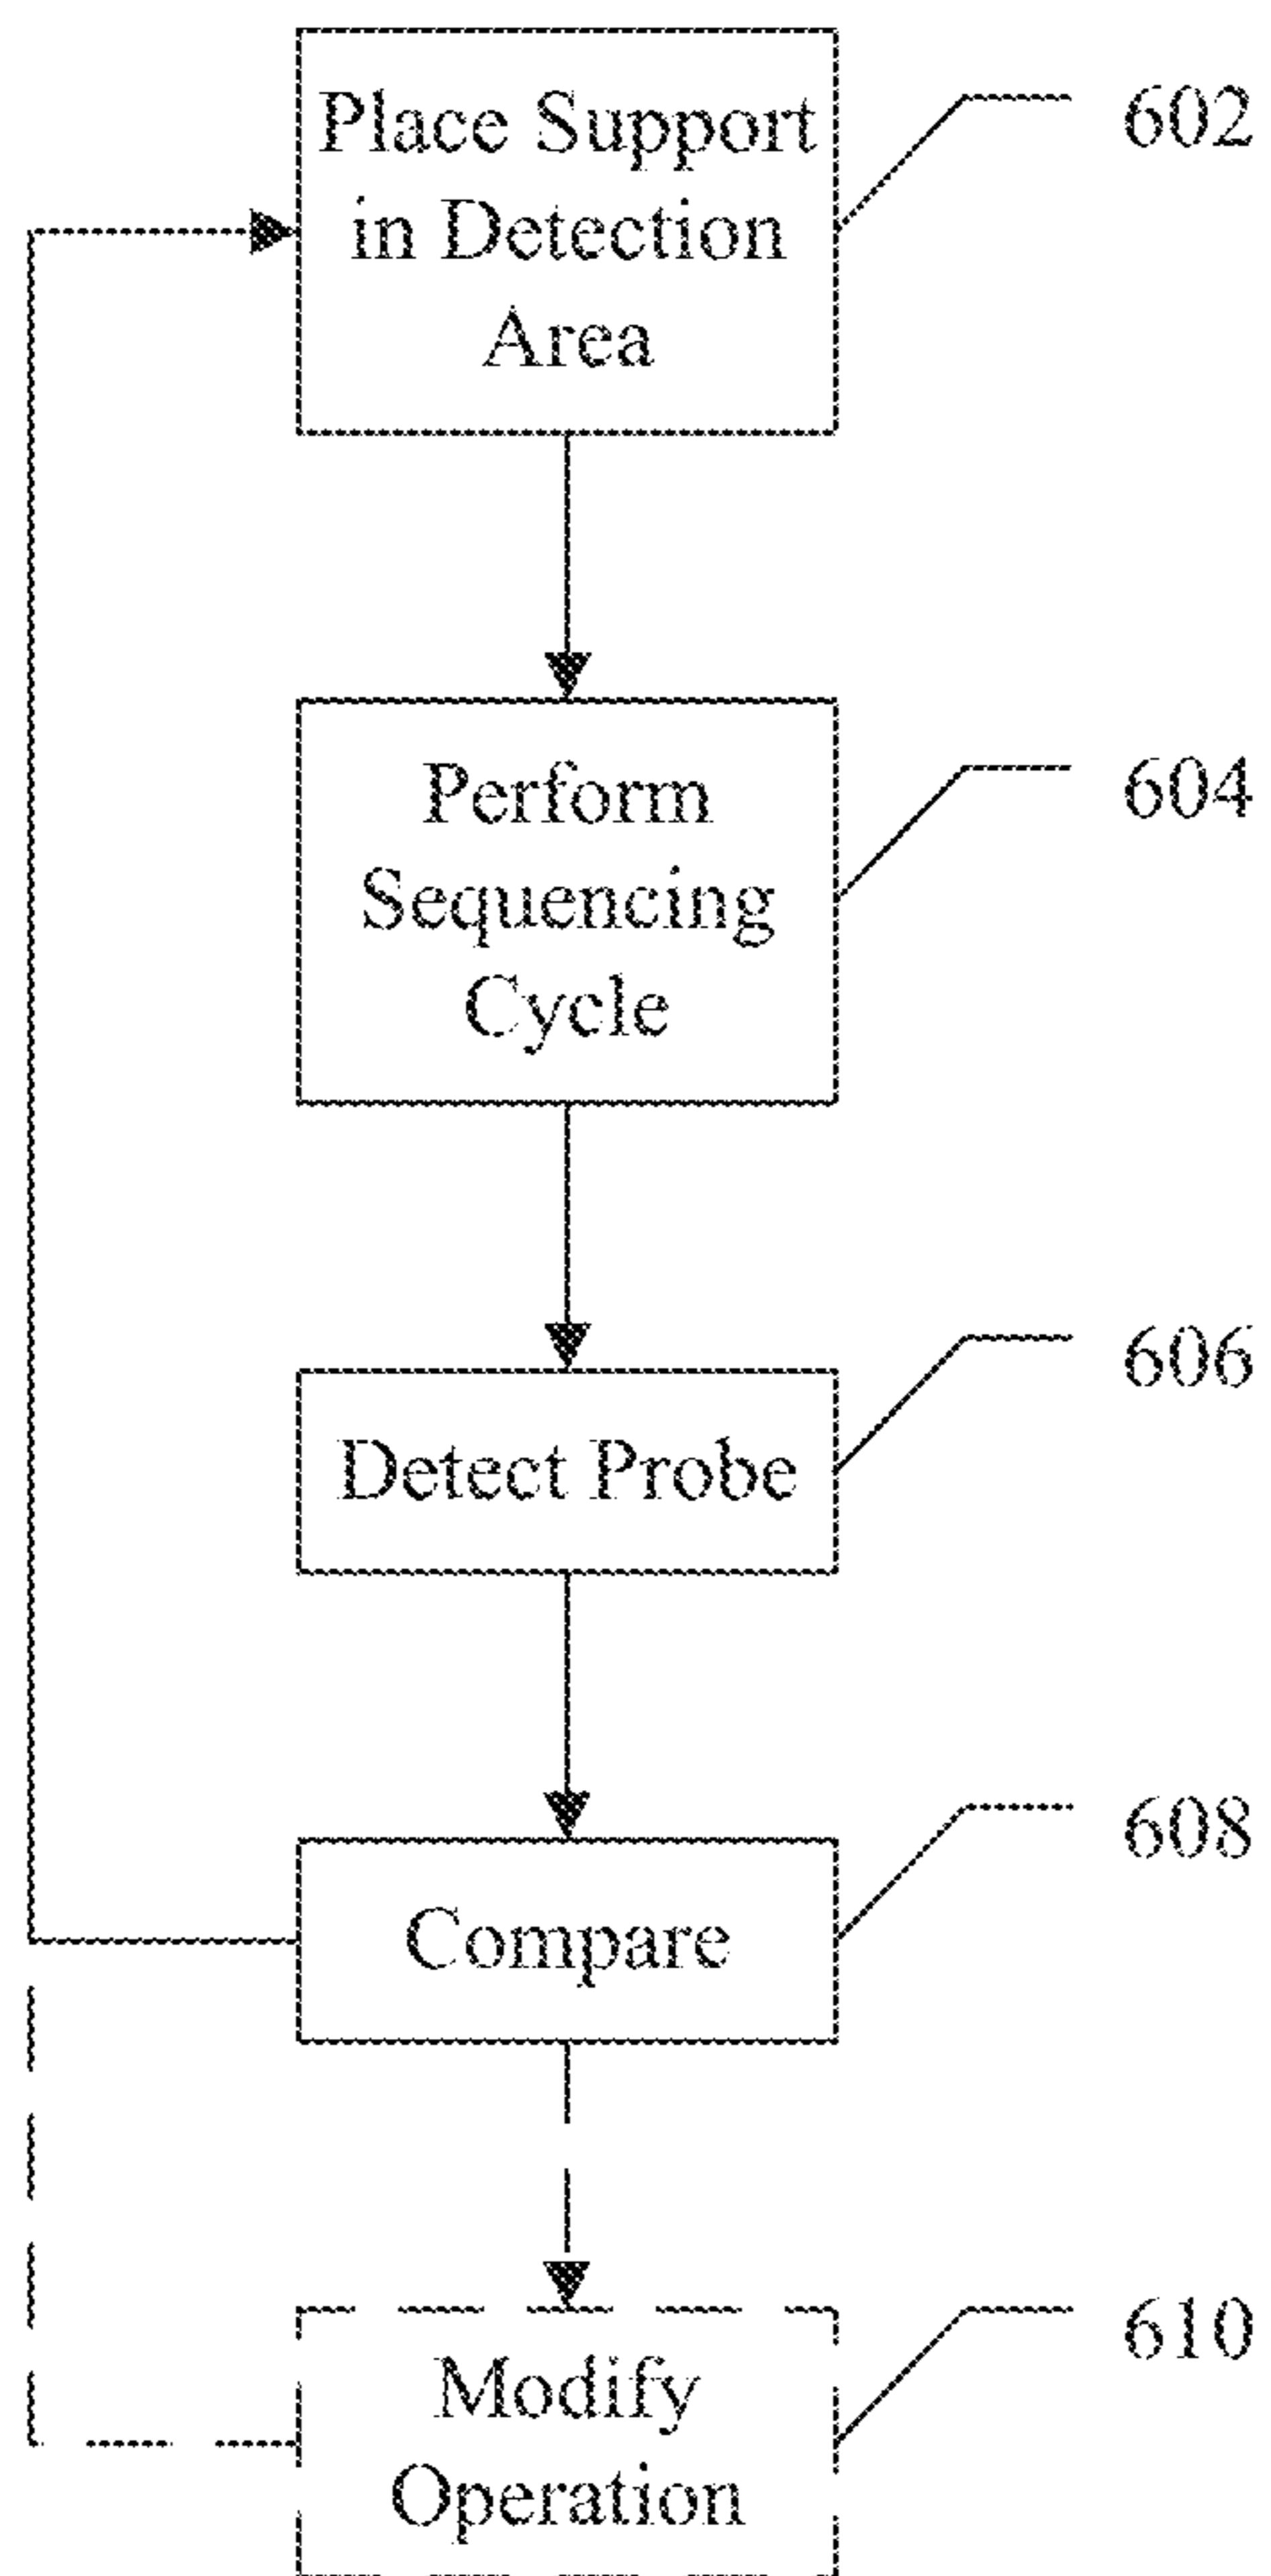 Place Support
in Detection
Area
602
Perform
Sequencing
Cycle
604
Detect Probe
606
Compare
608
Modify
Operation
610